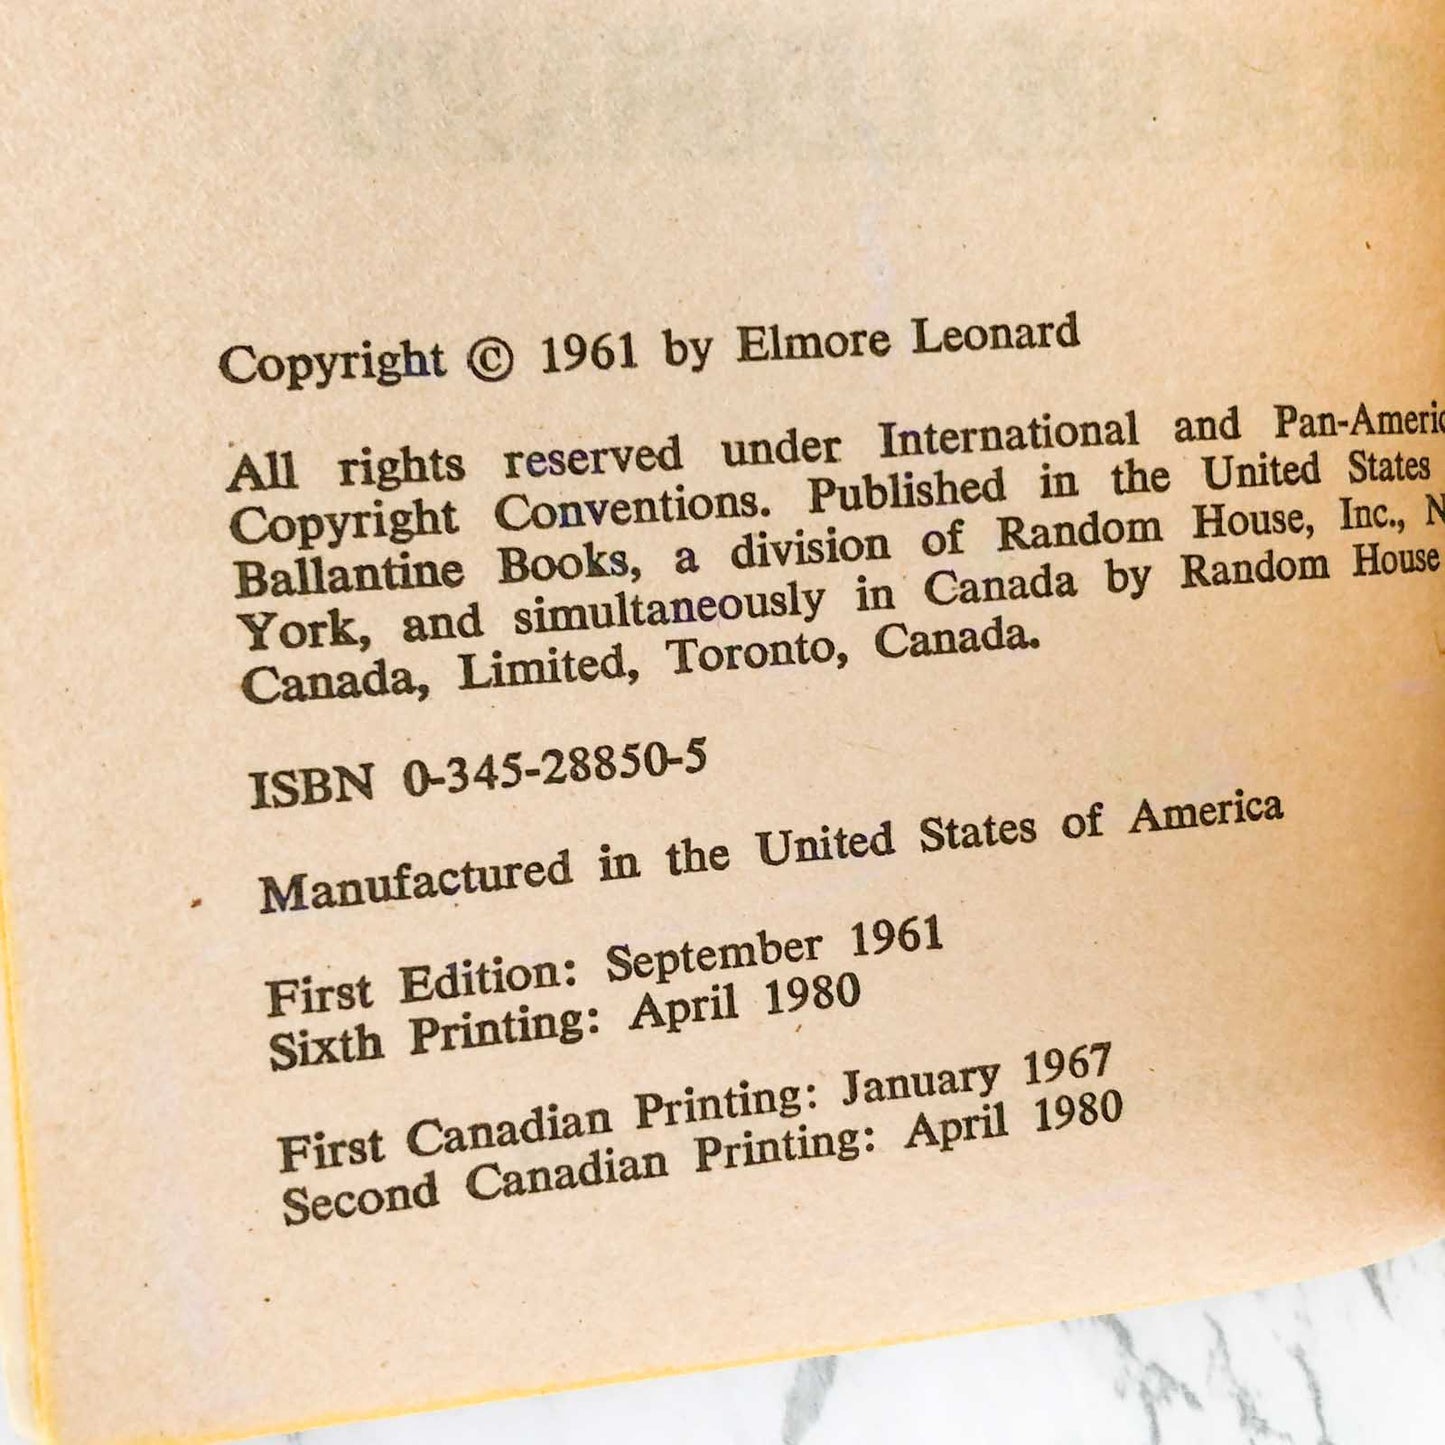 Copyright © 1961 by Elmore Leonard
All rights reserved under International and
Copyright Conventions. Published in the United States
Ballantine Books, a division of Random House, Inc.,
York, and simultaneously in Canada by Random House
Canada, Limited, Toronto, Canada.
ISBN 0-345-28850-5
Manufactured in the United States of America
First Edition: September 1961
Sixth Printing: April 1980
First Canadian Printing: January 1967
Second Canadian Printing: April 1980